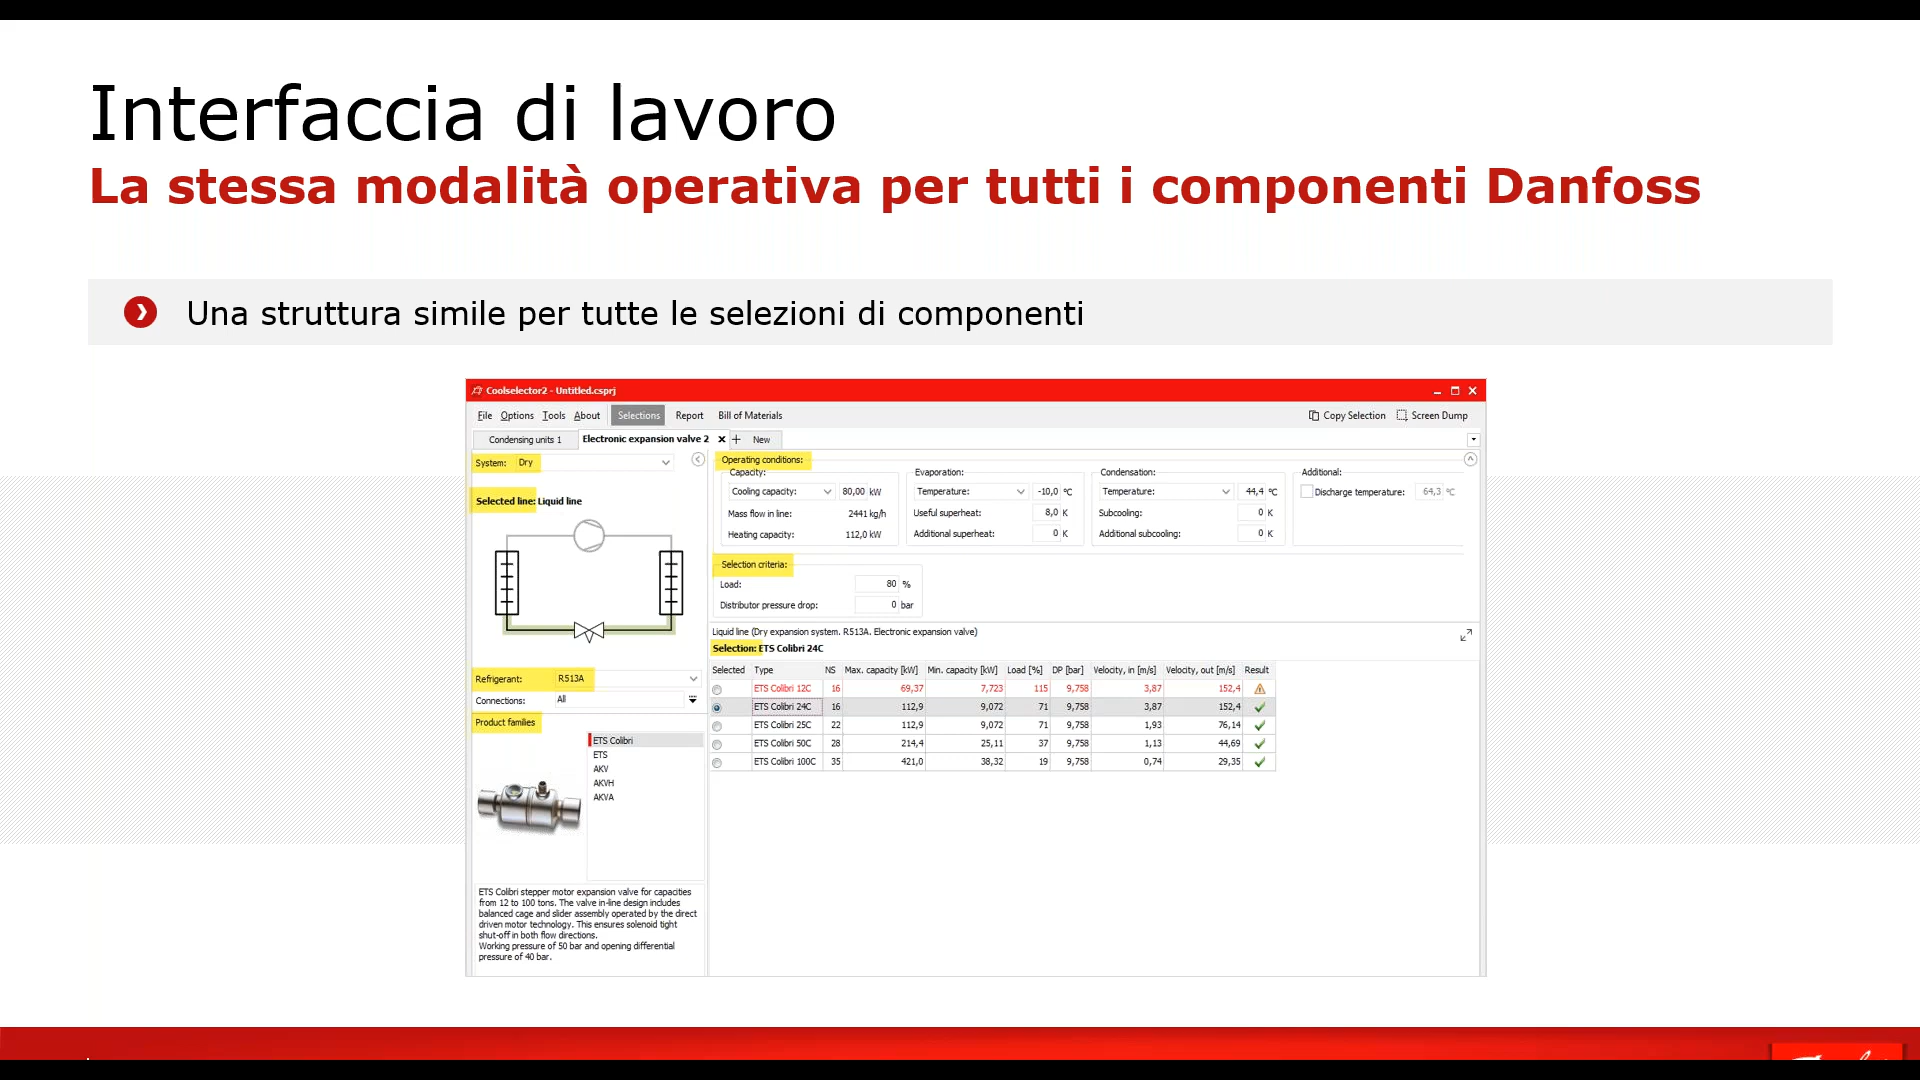 Interfaccia di lavoro
La stessa modalità operativa per tutti i componenti Danfoss
Una struttura simile per tutte le selezioni di componenti
Coolselector2 - Untitled.csprj
File Options Tools About Selections Report Bill of Materials Copy Selection Screen Dump
Condensing units 1 Electronic expansion valve 2 New
System: Dry
Selected line: Liquid line
Refrigerant: R513A
Connections: All
Product families
ETS Colibri
ETS
AKV
AKVH
AKVA
ETS Colibri stepper motor expansion valve for capacities
from 12 to 100 tons. The valve in-line design includes
balanced cage and slider assembly operated by the direct
driven motor technology. This ensures solenoid tight
shut-off in both flow directions.
Working pressure of 50 bar and opening differential
pressure of 40 bar.
Operating conditions:
Capacity: Evaporation: Condensation: Additional:
Cooling capacity: 80,00 kW Temperature: -10,0 °C Temperature: 44,4 °C Discharge temperature: 64,3 °C
Mass flow in line: 2441 kg/h Useful superheat: 8,0 K Subcooling: 0 K
Heating capacity: 112,0 kW Additional superheat: 0 K Additional subcooling: 0 K
Selection criteria:
Load: 80 %
Distributor pressure drop: 0 bar
Liquid line (Dry expansion system. R513A. Electronic expansion valve)
Selection: ETS Colibri 24C
Selected Type NS Max. capacity [kW] Min. capacity [kW] Load [%] DP [bar] Velocity, in [m/s] Velocity, out [m/s] Result
ETS Colibri 12C 16 69,37 7,723 115 9,758 3,87 152,4
ETS Colibri 24C 16 112,9 9,072 71 9,758 3,87 152,4
ETS Colibri 25C 22 112,9 9,072 71 9,758 1,93 76,14
ETS Colibri 50C 28 214,4 25,11 37 9,758 1,13 44,69
ETS Colibri 100C 35 421,0 38,32 19 9,758 0,74 29,35